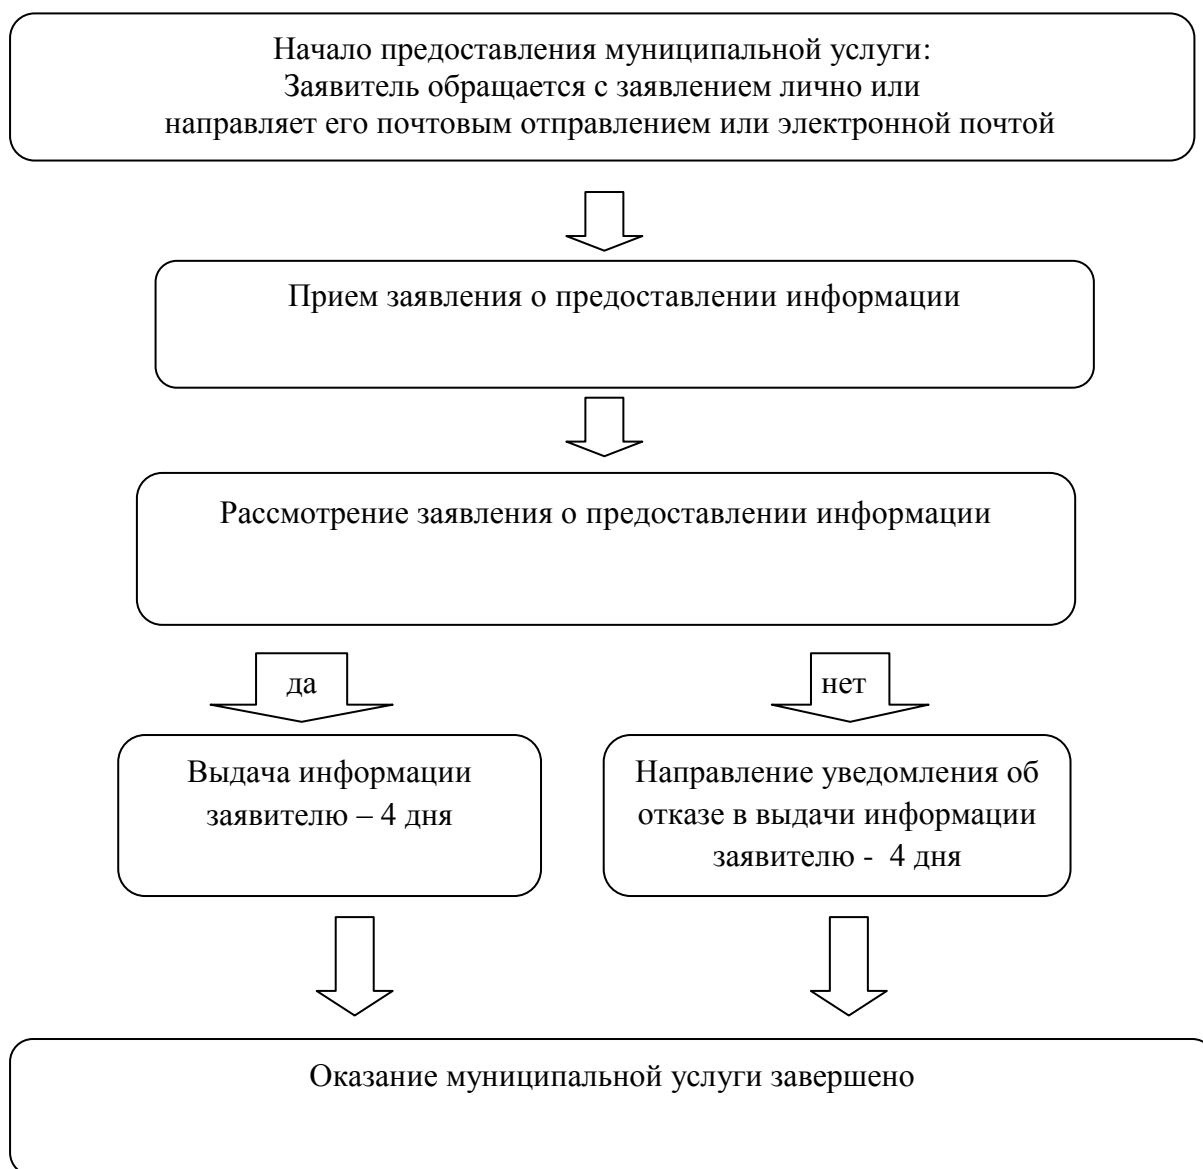 Начало предоставления муниципальной услуги:
Заявитель обращается с заявлением лично или
направляет его почтовым отправлением или электронной почтой
Прием заявления о предоставлении информации
Рассмотрение заявления о предоставлении информации
да
нет
Выдача информации
заявителю – 4 дня
Направление уведомления об
отказе в выдачи информации
заявителю -  4 дня
Оказание муниципальной услуги завершено